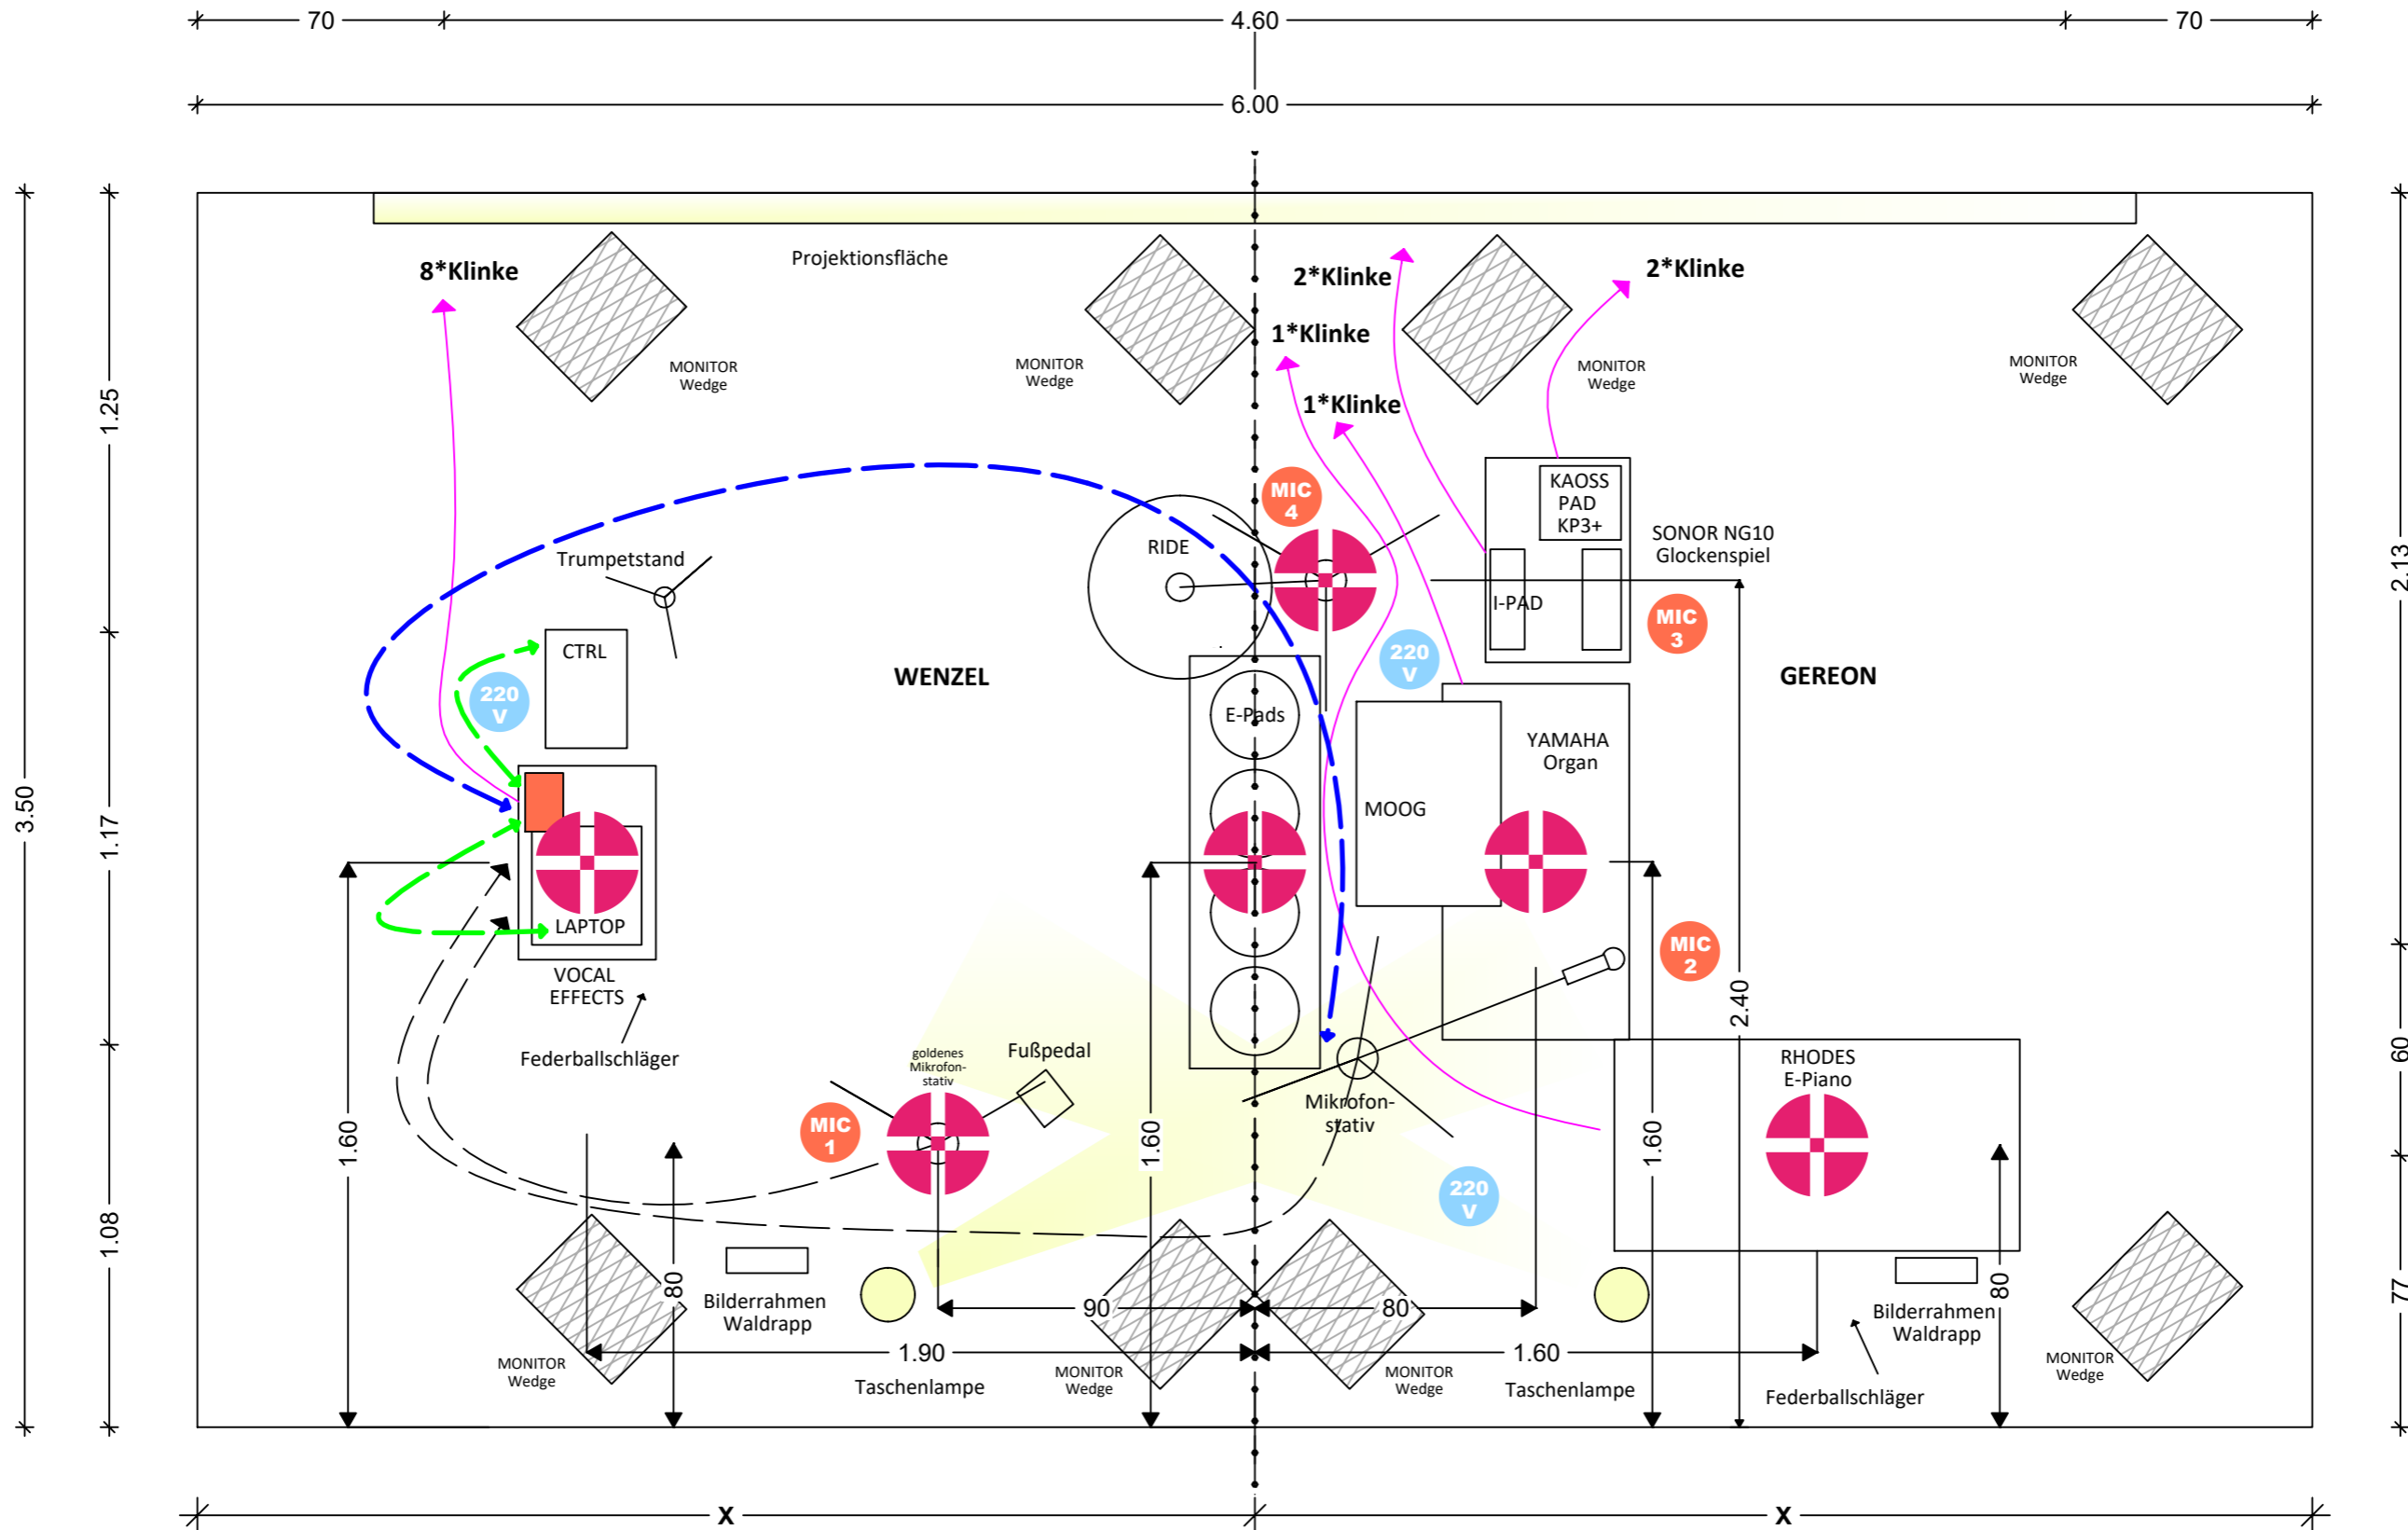 70
4.60
70
6.00
Projektionsfläche
8*Klinke
2*Klinke
2*Klinke
1*Klinke
1*Klinke
MONITOR
Wedge
MONITOR
Wedge
MONITOR
Wedge
MONITOR
Wedge
3.50
1.25
1.17
1.08
2.13
60
77
MIC
4
KAOSS
PAD
KP3+
SONOR NG10
Glockenspiel
I-PAD
MIC
3
Trumpetstand
RIDE
CTRL
220
V
220
V
WENZEL
GEREON
E-Pads
YAMAHA
Organ
MOOG
LAPTOP
VOCAL
EFFECTS
Federballschläger
MIC
2
2.40
goldenes
Mikrofon-
stativ
Fußpedal
MIC
1
Mikrofon-
stativ
RHODES
E-Piano
220
V
1.60
80
1.60
1.60
80
Bilderrahmen
Waldrapp
90
80
1.90
1.60
Bilderrahmen
Waldrapp
MONITOR
Wedge
Taschenlampe
MONITOR
Wedge
MONITOR
Wedge
Taschenlampe
Federballschläger
MONITOR
Wedge
X
X